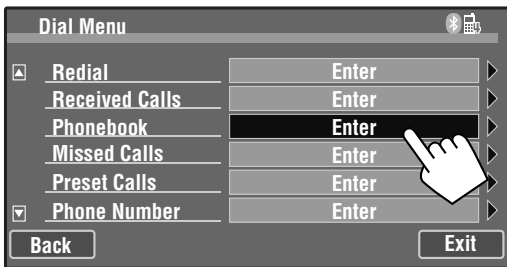 Dial Menu
Redial Enter
Received Calls Enter
Phonebook Enter
Missed Calls Enter
Preset Calls Enter
Phone Number Enter
Back Exit